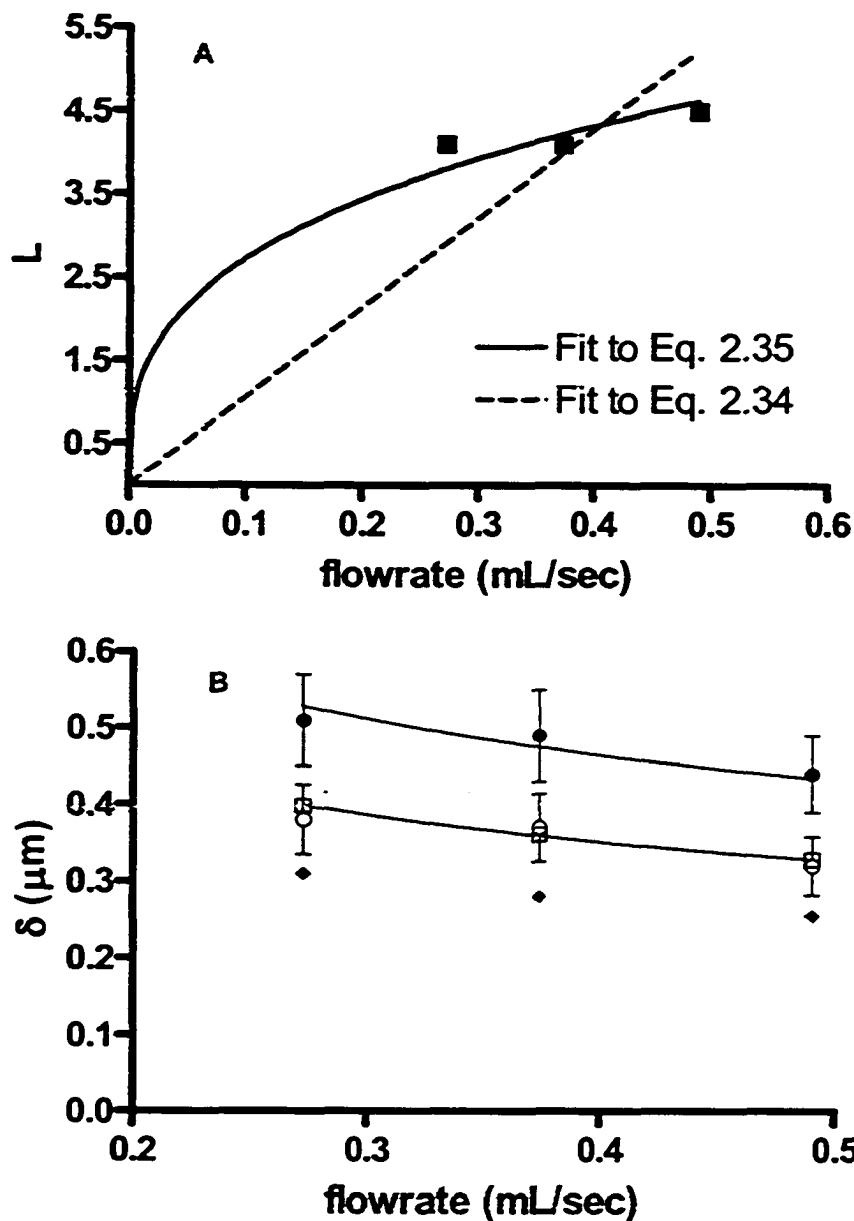 A
5.5
4.5
3.5
2.5
1.5
0.5
L
Fit to Eq. 2.35
Fit to Eq. 2.34
0.0 0.1 0.2 0.3 0.4 0.5 0.6
flowrate (mL/sec)
B
0.6
0.5
0.4
0.3
0.2
0.1
0.0
δ (μm)
0.2 0.3 0.4 0.5
flowrate (mL/sec)